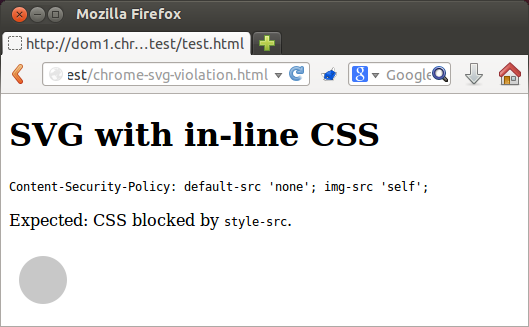 Mozilla Firefox
http://dom1.chr...test/test.html
est/chrome-svg-violation.html
Google
SVG with in-line CSS
Content-Security-Policy: default-src 'none'; img-src 'self';
Expected: CSS blocked by style-src.